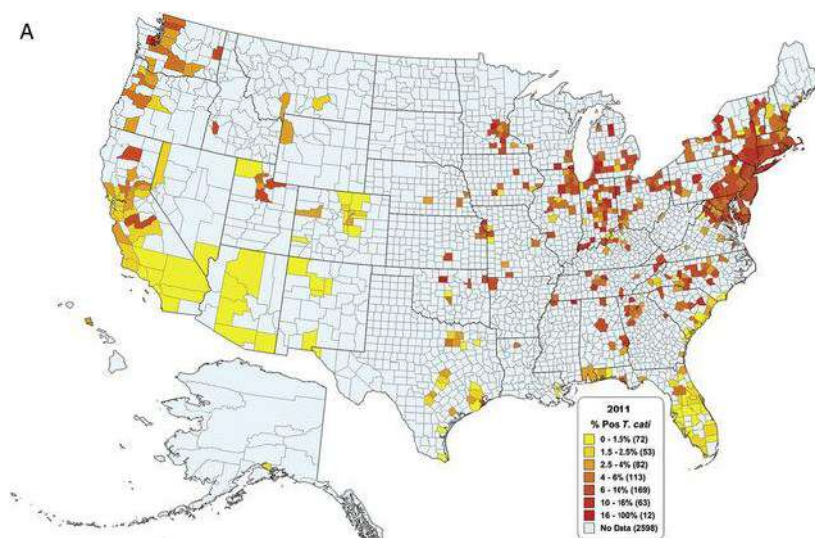 A
2011
% Pos T. cati
0 - 1.5% (72)
1.5 - 2.5% (53)
2.5 - 4% (82)
4 - 6% (113)
6 - 10% (169)
10 - 16% (63)
16 - 100% (12)
No Data (2598)